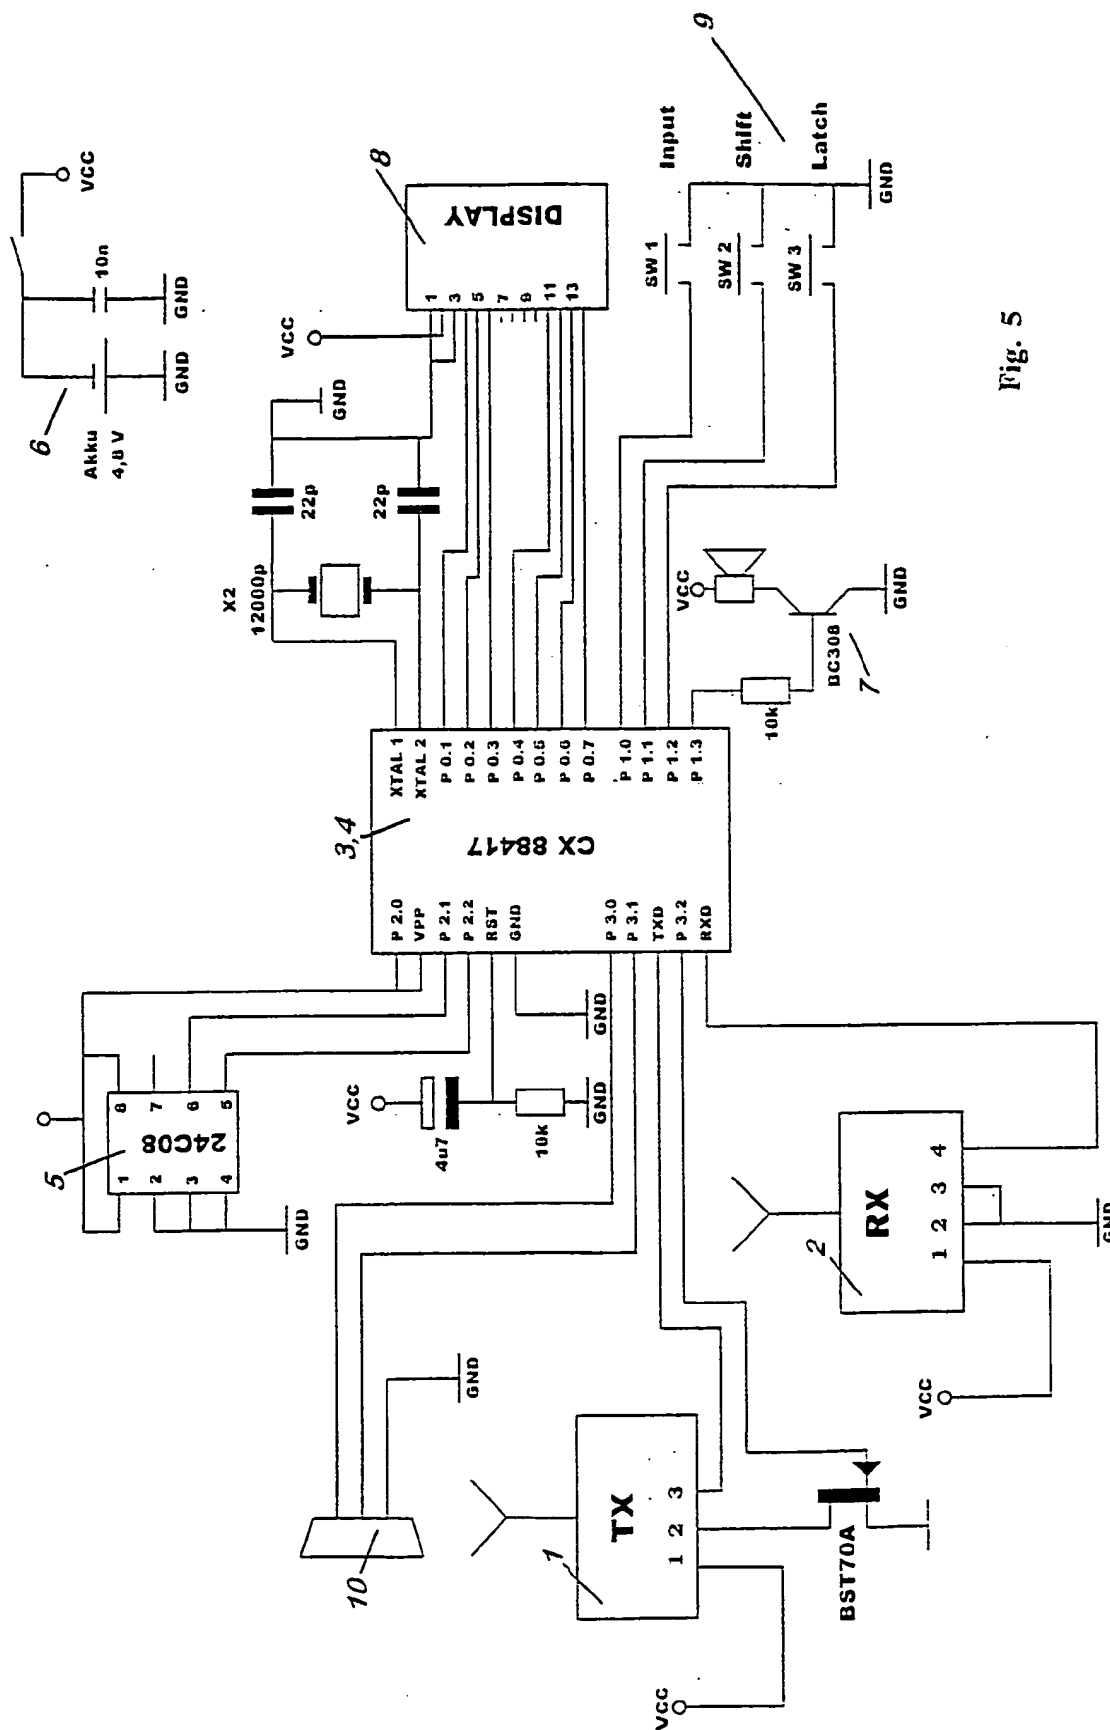 6
Akku
4,8 V
10n
GND
GND
VCC
X2
12000p
22p
22p
GND
VCC
8
DISPLAY
1
3
5
7
9
11
13
9
Input
Shift
Latch
SW 1
SW 2
SW 3
GND
3,4
CX 88417
XTAL 1
XTAL 2
P 0.1
P 0.2
P 0.3
P 0.4
P 0.5
P 0.6
P 0.7
P 1.0
P 1.1
P 1.2
P 1.3
P 2.0
VPP
P 2.1
P 2.2
RST
GND
P 3.0
P 3.1
TXD
P 3.2
RXD
10k
BC308
7
VCC
GND
5
24C08
1
2
3
4
8
7
6
5
GND
VCC
4u7
10k
GND
GND
10
GND
1
TX
1 2 3
VCC
BST70A
2
RX
1 2 3 4
VCC
GND
Fig. 5